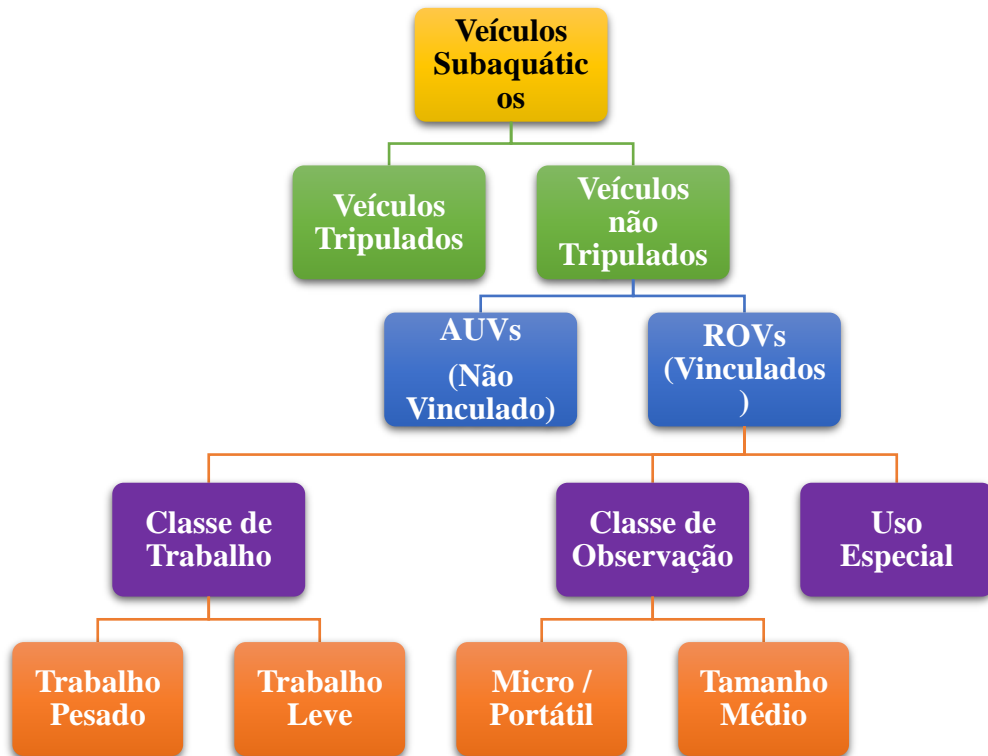 Veículos
Subaquátic
os
Veículos
Tripulados
Veículos
não
Tripulados
AUVs
(Não
Vinculado)
ROVs
(Vinculados
)
Classe de
Trabalho
Classe de
Observação
Uso
Especial
Trabalho
Pesado
Trabalho
Leve
Micro /
Portátil
Tamanho
Médio